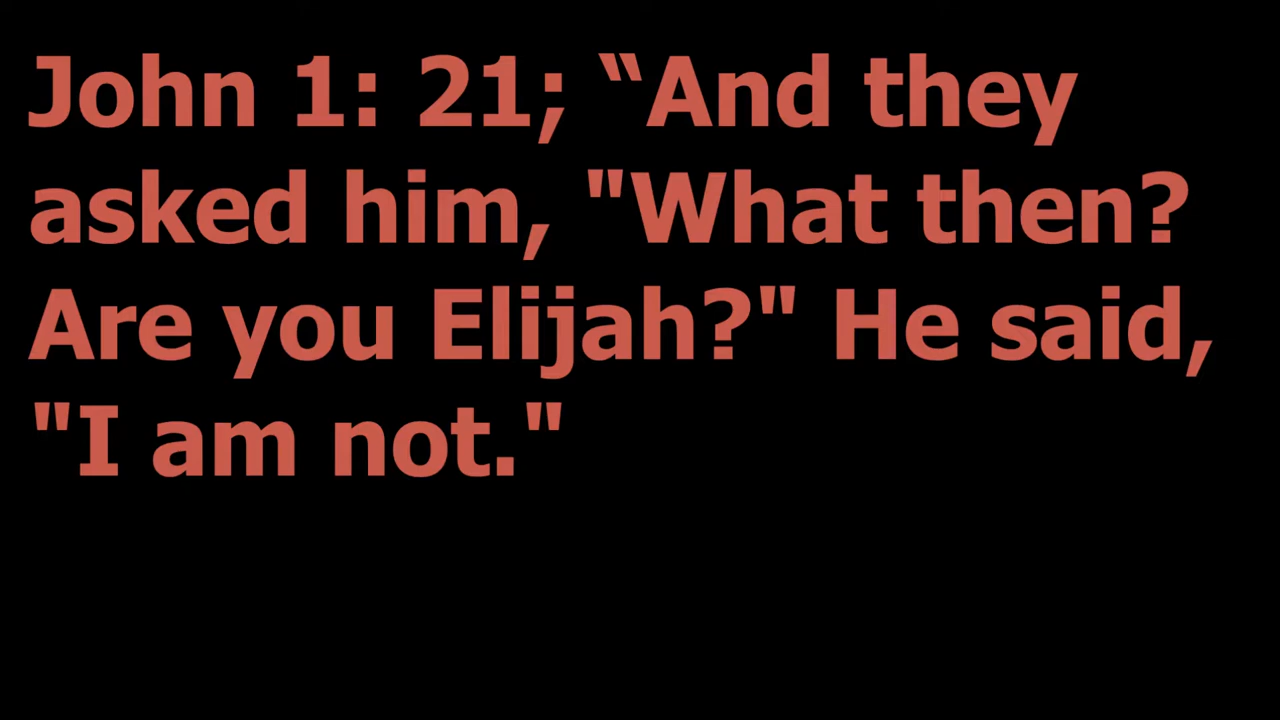 John 1: 21; “And they
asked him, "What then?
Are you Elijah?" He said,
"I am not."